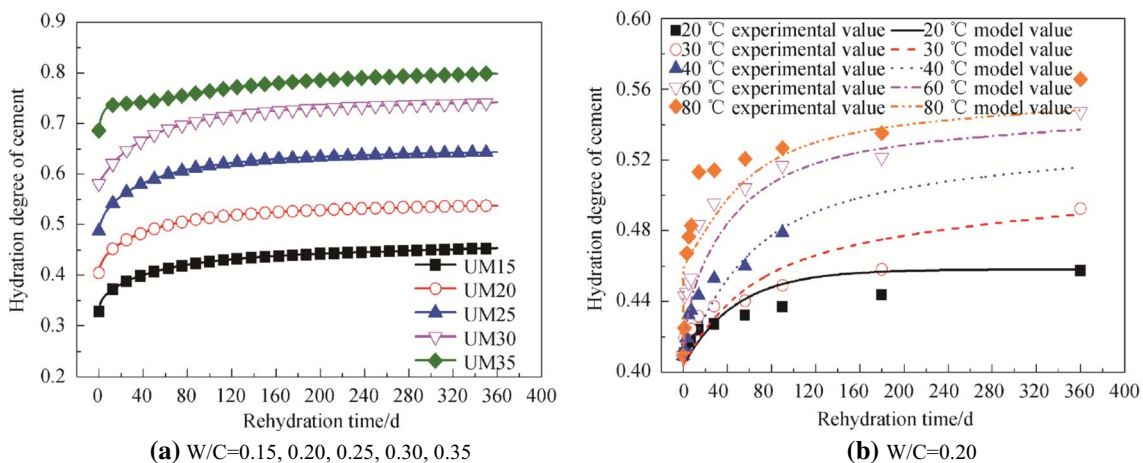 0.9
0.8
0.7
0.6
0.5
0.4
0.3
0.2
Hydration degree of cement
UM15
UM20
UM25
UM30
UM35
0 40 80 120 160 200 240 280 320 360 400
Rehydration time/d
(a) W/C=0.15, 0.20, 0.25, 0.30, 0.35
0.60
0.56
0.52
0.48
0.44
0.40
Hydration degree of cement
20 ℃ experimental value 20 ℃ model value
30 ℃ experimental value 30 ℃ model value
40 ℃ experimental value 40 ℃ model value
60 ℃ experimental value 60 ℃ model value
80 ℃ experimental value 80 ℃ model value
0 40 80 120 160 200 240 280 320 360 400
Rehydration time/d
(b) W/C=0.20